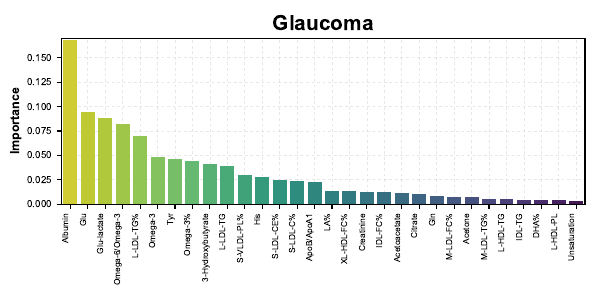 Glaucoma
Importance
0.150
0.125
0.100
0.075
0.050
0.025
0.000
Albumin
Glu
Glu-lactate
Omega-6/Omega-3
L-LDL-TG%
Omega-3
Tyr
Omega-3%
3-Hydroxybutyrate
L-LDL-TG
S-VLDL-PL%
His
S-LDL-CE%
S-LDL-C%
ApoB/ApoA1
LA%
XL-HDL-FC%
Creatinine
IDL-FC%
Acetoacetate
Citrate
Gln
M-LDL-FC%
Acetone
M-LDL-TG%
L-HDL-TG
IDL-TG
DHA%
L-HDL-PL
Unsaturation